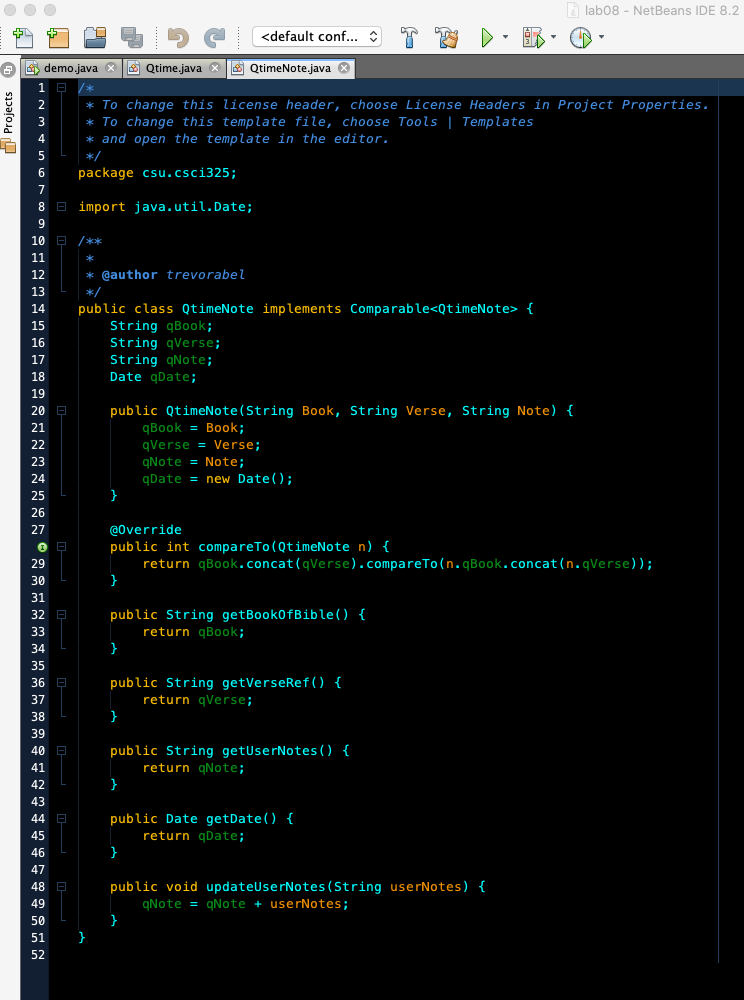 lab08 - NetBeans IDE 8.2
<default conf...
demo.java
Qtime.java
QtimeNote.java
Projects
1 /*
2  * To change this license header, choose License Headers in Project Properties.
3  * To change this template file, choose Tools | Templates
4  * and open the template in the editor.
5  */
6 package csu.csci325;
7
8 import java.util.Date;
9
10 /**
11  *
12  * @author trevorabel
13  */
14 public class QtimeNote implements Comparable<QtimeNote> {
15     String qBook;
16     String qVerse;
17     String qNote;
18     Date qDate;
19
20     public QtimeNote(String Book, String Verse, String Note) {
21         qBook = Book;
22         qVerse = Verse;
23         qNote = Note;
24         qDate = new Date();
25     }
26
27     @Override
    public int compareTo(QtimeNote n) {
29         return qBook.concat(qVerse).compareTo(n.qBook.concat(n.qVerse));
30     }
31
32     public String getBookOfBible() {
33         return qBook;
34     }
35
36     public String getVerseRef() {
37         return qVerse;
38     }
39
40     public String getUserNotes() {
41         return qNote;
42     }
43
44     public Date getDate() {
45         return qDate;
46     }
47
48     public void updateUserNotes(String userNotes) {
49         qNote = qNote + userNotes;
50     }
51 }
52